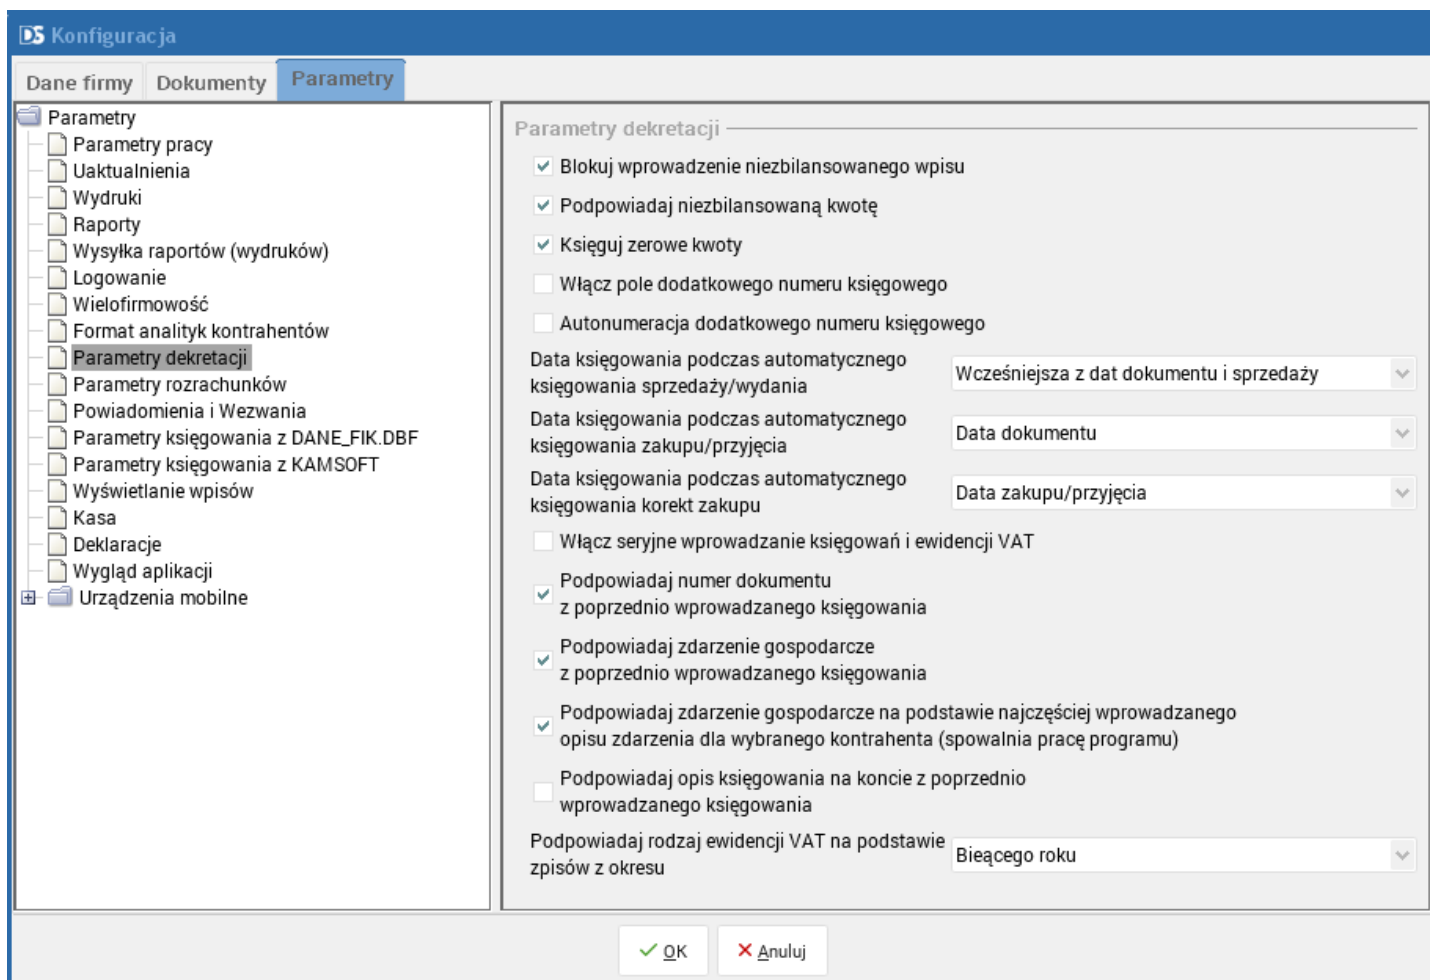 DS Konfiguracja
Dane firmy Dokumenty Parametry
Parametry
Parametry pracy
Uaktualnienia
Wydruki
Raporty
Wysyłka raportów (wydruków)
Logowanie
Wielofirmowość
Format analityk kontrahentów
Parametry dekretacji
Parametry rozrachunków
Powiadomienia i Wezwania
Parametry księgowania z DANE_FIK.DBF
Parametry księgowania z KAMSOFT
Wyświetlanie wpisów
Kasa
Deklaracje
Wygląd aplikacji
Urządzenia mobilne
Parametry dekretacji
Blokuj wprowadzenie niezbilansowanego wpisu
Podpowiadaj niezbilansowaną kwotę
Księguj zerowe kwoty
Włącz pole dodatkowego numeru księgowego
Autonumeracja dodatkowego numeru księgowego
Data księgowania podczas automatycznego
księgowania sprzedaży/wydania
Wcześniejsza z dat dokumentu i sprzedaży
Data księgowania podczas automatycznego
księgowania zakupu/przyjęcia
Data dokumentu
Data księgowania podczas automatycznego
księgowania korekt zakupu
Data zakupu/przyjęcia
Włącz seryjne wprowadzanie księgowań i ewidencji VAT
Podpowiadaj numer dokumentu
z poprzednio wprowadzanego księgowania
Podpowiadaj zdarzenie gospodarcze
z poprzednio wprowadzanego księgowania
Podpowiadaj zdarzenie gospodarcze na podstawie najczęściej wprowadzanego
opisu zdarzenia dla wybranego kontrahenta (spowalnia pracę programu)
Podpowiadaj opis księgowania na koncie z poprzednio
wprowadzanego księgowania
Podpowiadaj rodzaj ewidencji VAT na podstawie
zpisów z okresu
Bieącego roku
OK Anuluj